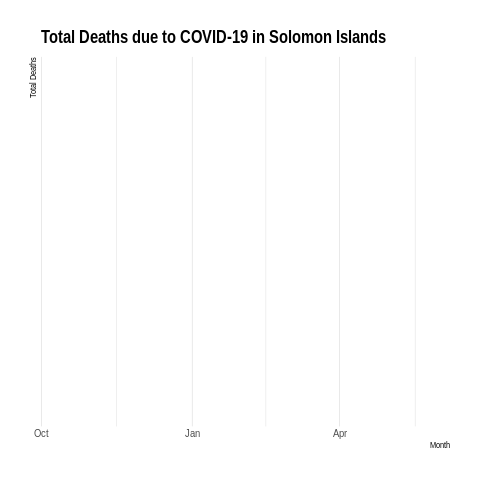 Total Deaths due to COVID-19 in Solomon Islands
Total Deaths
Oct Jan Apr
Month